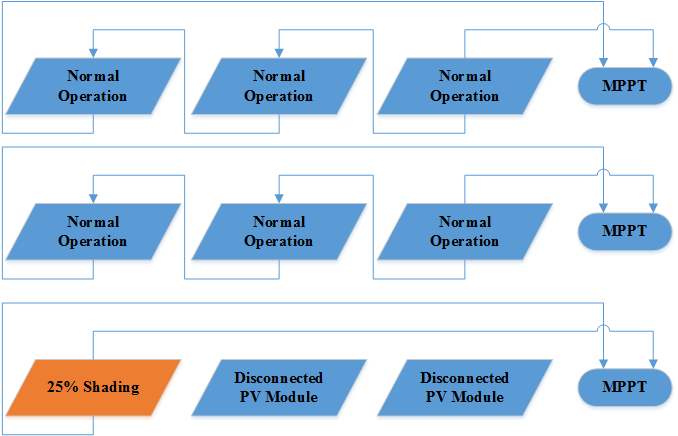 Normal
Operation
Normal
Operation
Normal
Operation
MPPT
Normal
Operation
Normal
Operation
Normal
Operation
MPPT
25% Shading
Disconnected
PV Module
Disconnected
PV Module
MPPT